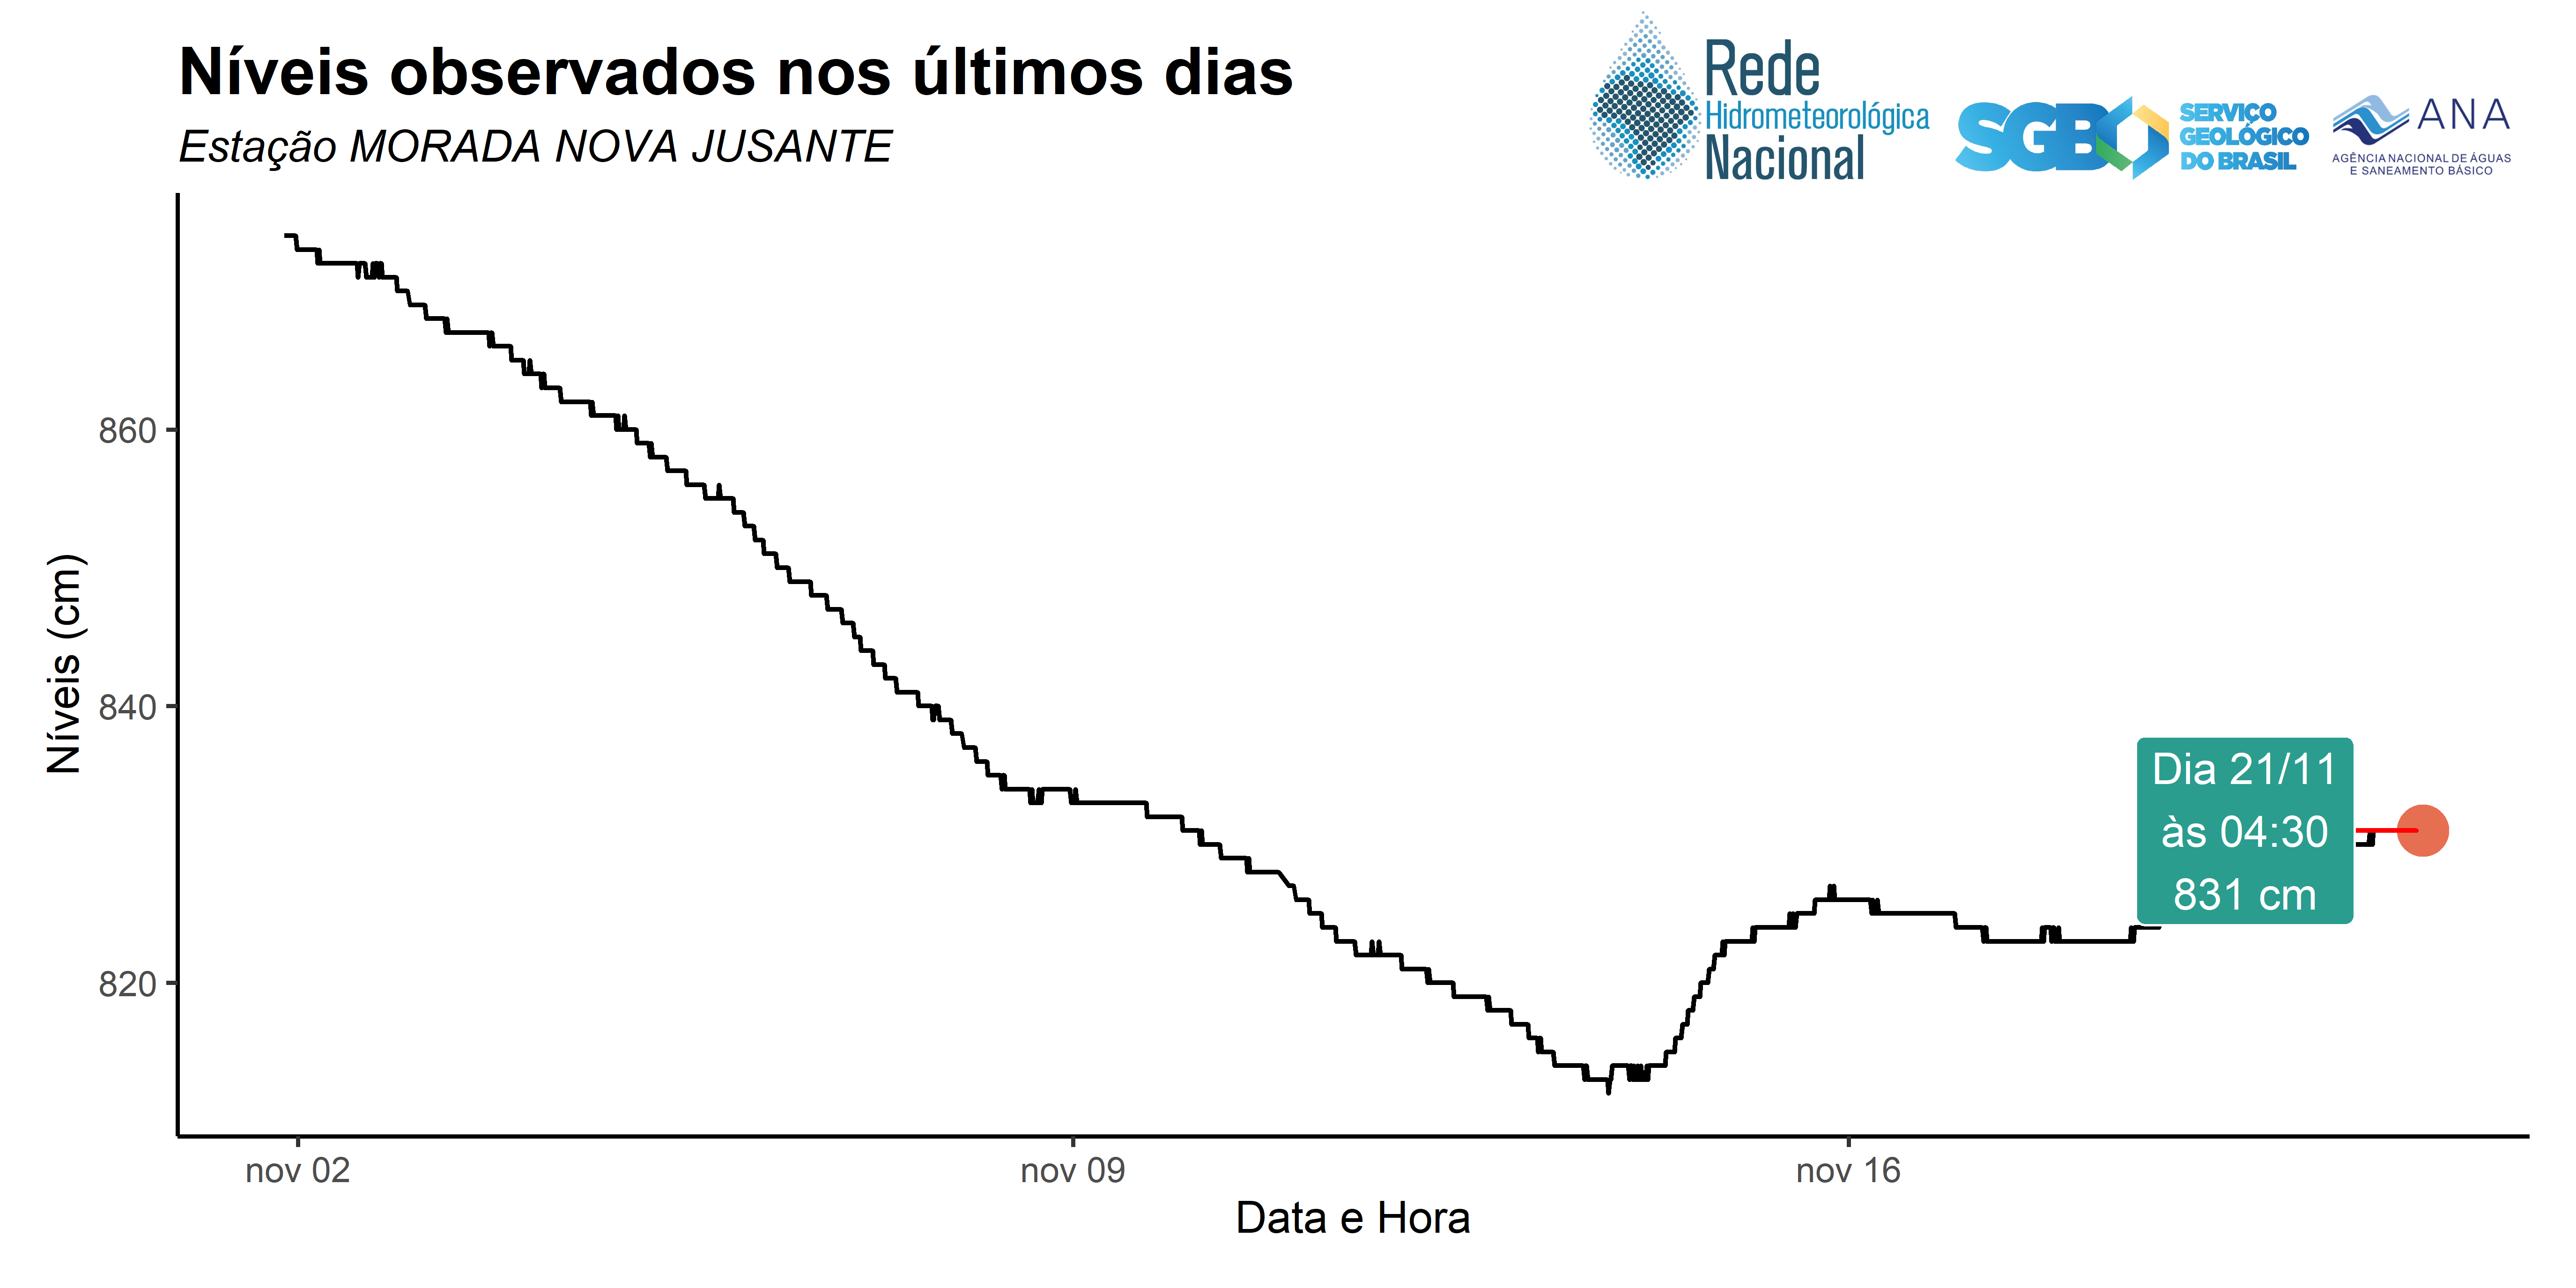 Níveis observados nos últimos dias
Estação MORADA NOVA JUSANTE
Rede
Hidrometeorológica
Nacional
SGB
SERVIÇO
GEOLÓGICO
DO BRASIL
ANA
AGÊNCIA NACIONAL DE ÁGUAS
E SANEAMENTO BÁSICO
Níveis (cm)
860
840
820
Dia 21/11
às 04:30
831 cm
nov 02
nov 09
nov 16
Data e Hora